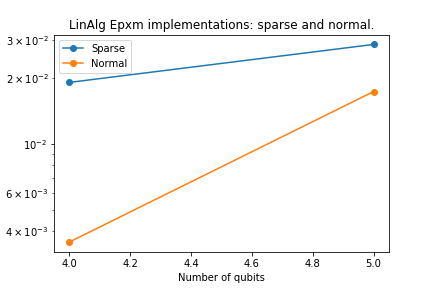 LinAlg Epxm implementations: sparse and normal.
Sparse
Normal
3 × 10⁻²
2 × 10⁻²
10⁻²
6 × 10⁻³
4 × 10⁻³
4.0 4.2 4.4 4.6 4.8 5.0
Number of qubits